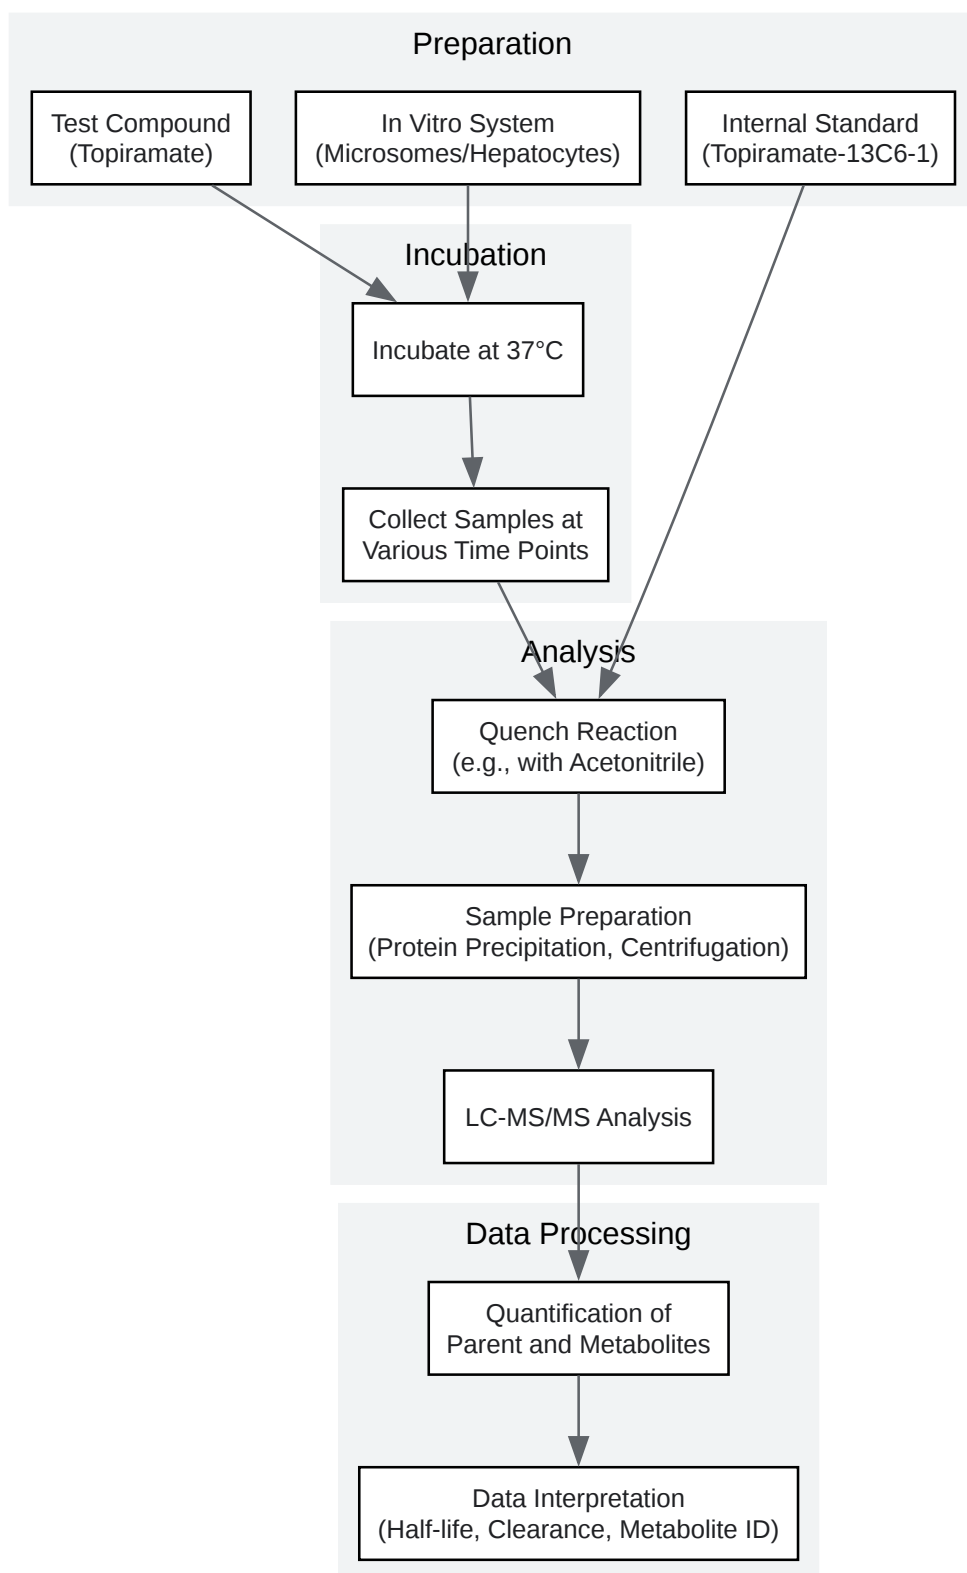 Preparation
Test Compound
(Topiramate)
In Vitro System
(Microsomes/Hepatocytes)
Internal Standard
(Topiramate-13C6-1)
Incubation
Incubate at 37°C
Collect Samples at
Various Time Points
Analysis
Quench Reaction
(e.g., with Acetonitrile)
Sample Preparation
(Protein Precipitation, Centrifugation)
LC-MS/MS Analysis
Data Processing
Quantification of
Parent and Metabolites
Data Interpretation
(Half-life, Clearance, Metabolite ID)